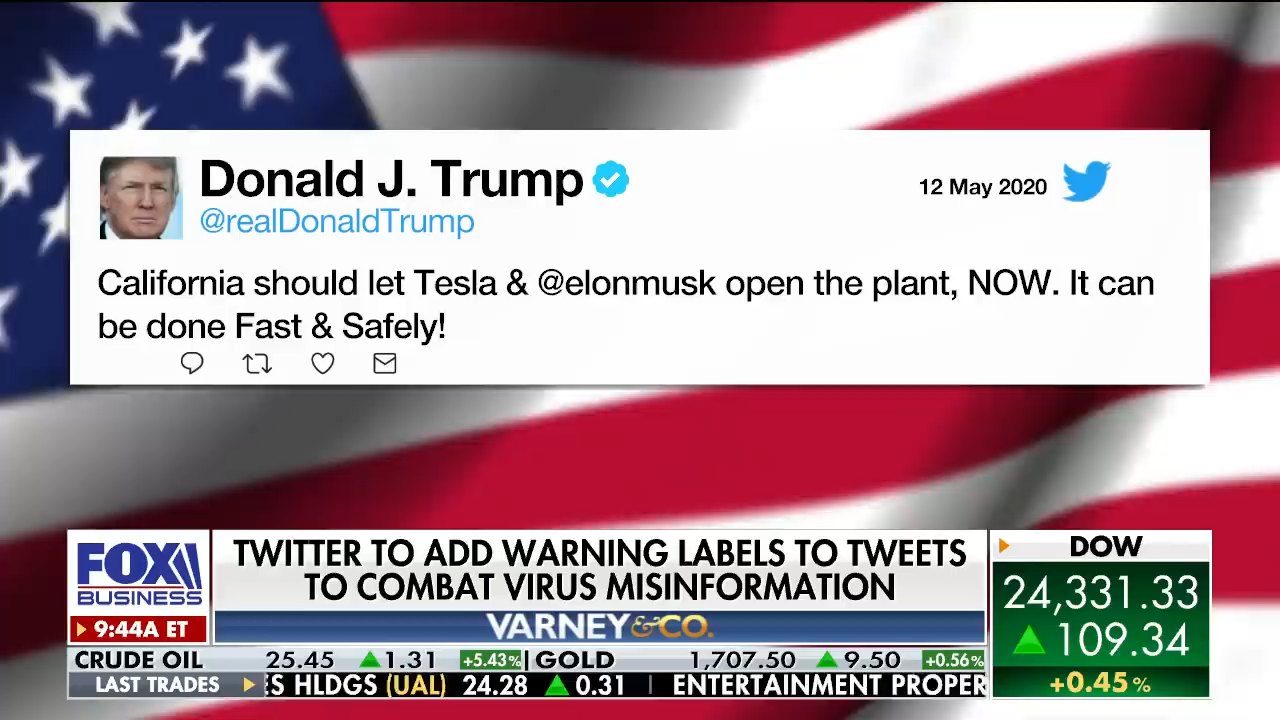 Donald J. Trump
@realDonaldTrump
12 May 2020
California should let Tesla & @elonmusk open the plant, NOW. It can
be done Fast & Safely!
FOX
BUSINESS
9:44A ET
TWITTER TO ADD WARNING LABELS TO TWEETS
TO COMBAT VIRUS MISINFORMATION
VARNEY & CO.
DOW
24,331.33
109.34
+0.45%
CRUDE OIL 25.45 1.31 +5.43% GOLD 1,707.50 9.50 +0.56%
LAST TRADES S HLDGS (UAL) 24.28 0.31 ENTERTAINMENT PROPER